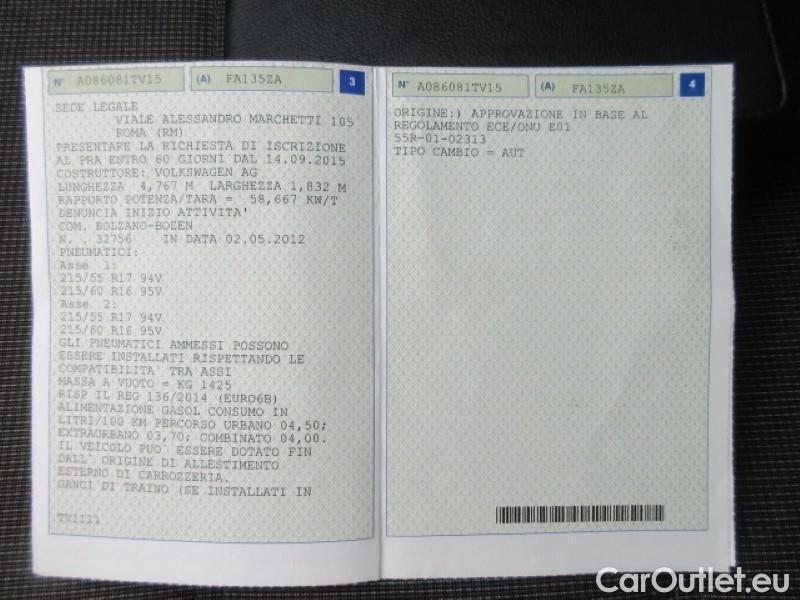 N° A086081TV15 (A) FA135ZA 3
SEDE LEGALE
VIALE ALESSANDRO MARCHETTI 105
ROMA (RM)
PRESENTARE LA RICHIESTA DI ISCRIZIONE
AL PRA ENTRO 60 GIORNI DAL 14.09.2015
COSTRUTTORE: VOLKSWAGEN AG
LUNGHEZZA 4,767 M LARGHEZZA 1,832 M
RAPPORTO POTENZA/TARA = 58,667 KW/T
DENUNCIA INIZIO ATTIVITA'
COM. BOLZANO-BOZEN
N. . 32756 IN DATA 02.05.2012
PNEUMATICI:
Asse 1:
215/55 R17 94V
215/60 R16 95V
Asse 2:
215/55 R17 94V
215/60 R16 95V
GLI PNEUMATICI AMMESSI POSSONO
ESSERE INSTALLATI RISPETTANDO LE
COMPATIBILITA' TRA ASSI
MASSA A VUOTO = KG 1425
RISP IL REG 136/2014 (EURO6B)
ALIMENTAZIONE GASOL CONSUMO IN
LITRI/100 KM PERCORSO URBANO 04,50;
EXTRAURBANO 03,70; COMBINATO 04,00.
IL VEICOLO PUO' ESSERE DOTATO FIN
DALL' ORIGINE DI ALLESTIMENTO
ESTERNO DI CARROZZERIA.
GANCI DI TRAINO (SE INSTALLATI IN
TV1111
N° A086081TV15 (A) FA135ZA 4
ORIGINE:) APPROVAZIONE IN BASE AL
REGOLAMENTO ECE/ONU E01
55R-01-02313
TIPO CAMBIO = AUT
CarOutlet.eu